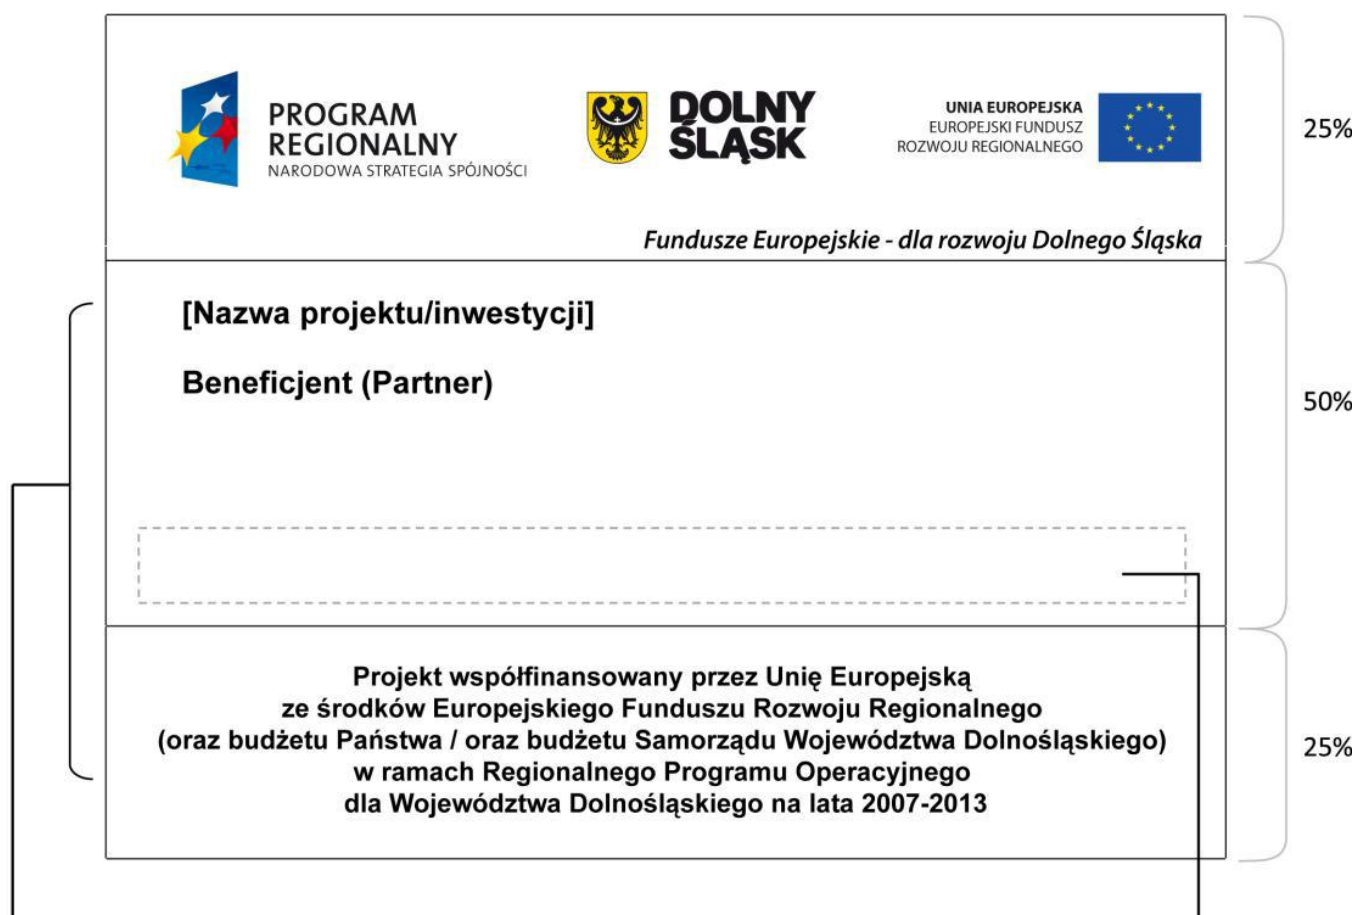 PROGRAM
REGIONALNY
NARODOWA STRATEGIA SPÓJNOŚCI
DOLNY
ŚLĄSK
UNIA EUROPEJSKA
EUROPEJSKI FUNDUSZ
ROZWOJU REGIONALNEGO
25%
Fundusze Europejskie - dla rozwoju Dolnego Śląska
[Nazwa projektu/inwestycji]
Beneficjent (Partner)
50%
Projekt współfinansowany przez Unię Europejską
ze środków Europejskiego Funduszu Rozwoju Regionalnego
(oraz budżetu Państwa / oraz budżetu Samorządu Województwa Dolnośląskiego)
w ramach Regionalnego Programu Operacyjnego
dla Województwa Dolnośląskiego na lata 2007-2013
25%